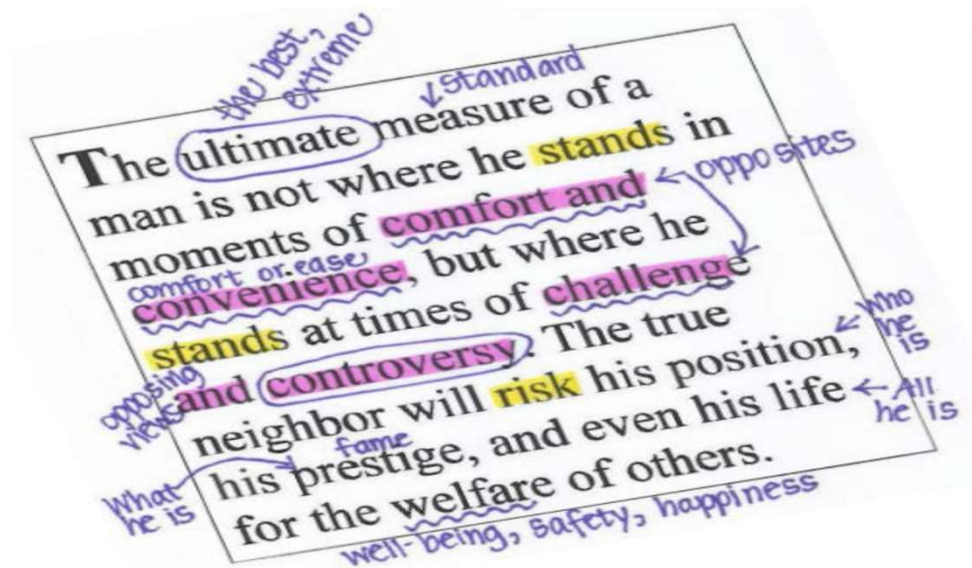 the best,
extreme
Standard
The ultimate measure of a
man is not where he stands in
opposites
moments of comfort and
comfort or ease
convenience, but where he
stands at times of challenge
opposing
views
and controversy. The true
who
he
is
neighbor will risk his position,
fame
All
he is
What
he is
his prestige, and even his life
for the welfare of others.
well-being, safety, happiness